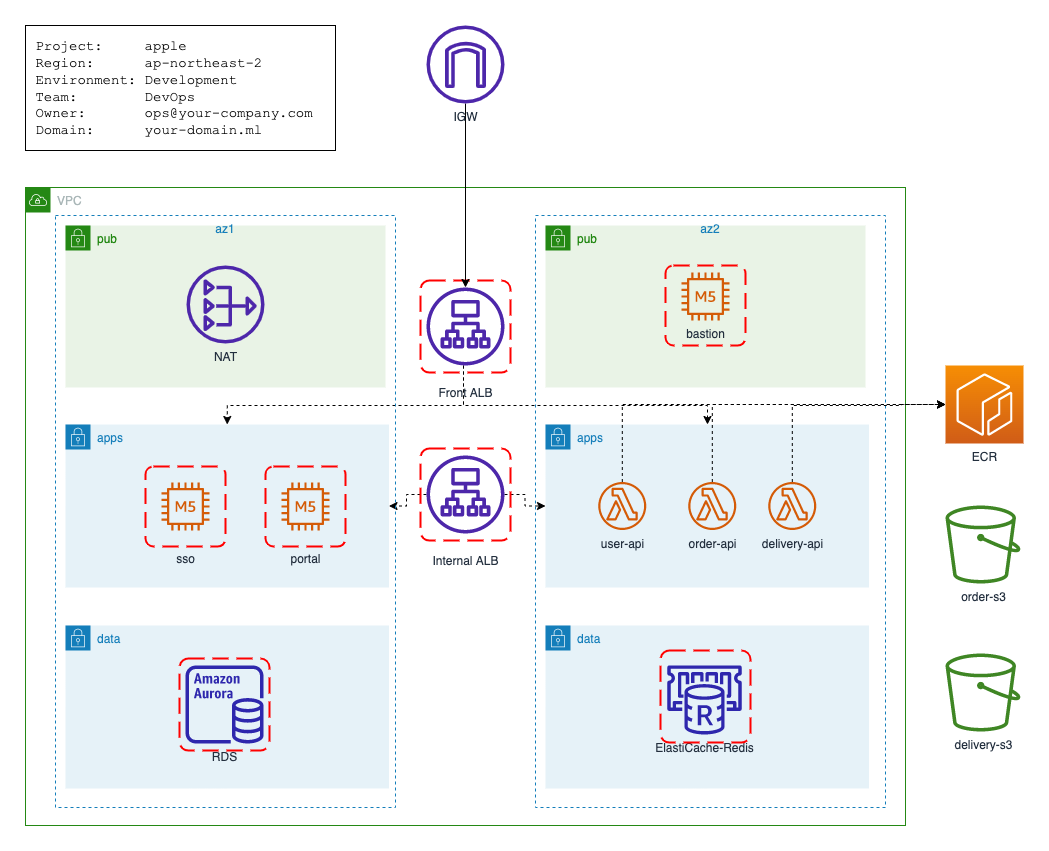 Project: apple
Region: ap-northeast-2
Environment: Development
Team: DevOps
Owner: ops@your-company.com
Domain: your-domain.ml
IGW
VPC
az1
az2
pub
pub
M5
bastion
NAT
Front ALB
apps
apps
ECR
M5
M5
sso
portal
Internal ALB
user-api
order-api
delivery-api
order-s3
data
data
Amazon
Aurora
R
RDS
ElastiCache-Redis
delivery-s3